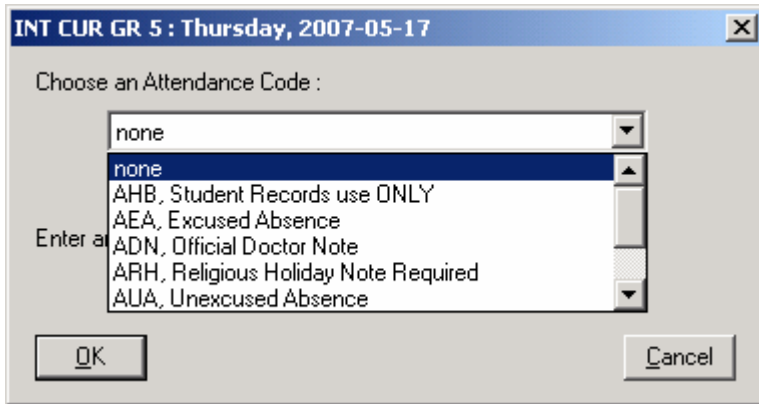 INT CUR GR 5 : Thursday, 2007-05-17
Choose an Attendance Code :
none
none
AHB, Student Records use ONLY
AEA, Excused Absence
Enter
ADN, Official Doctor Note
ARH, Religious Holiday Note Required
AUA, Unexcused Absence
OK
Cancel